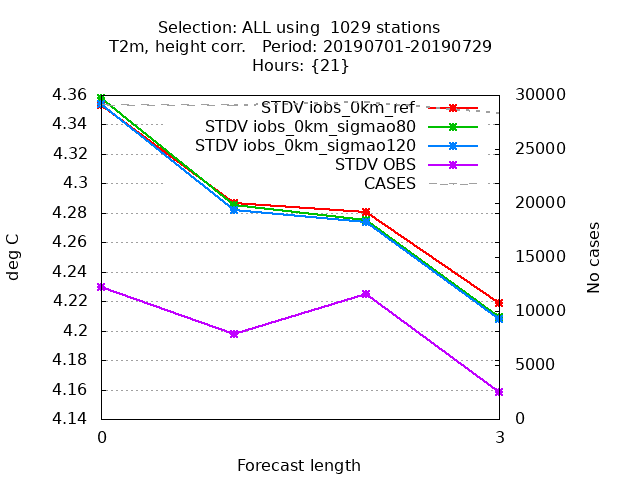 Selection: ALL using  1029 stations
T2m, height corr.   Period: 20190701-20190729
Hours: {21}
4.36
4.34
4.32
4.3
4.28
4.26
4.24
4.22
4.2
4.18
4.16
4.14
deg C
STDV iobs_0km_ref
STDV iobs_0km_sigmao80
STDV iobs_0km_sigmao120
STDV OBS
CASES
30000
25000
20000
15000
10000
5000
0
No cases
0
3
Forecast length